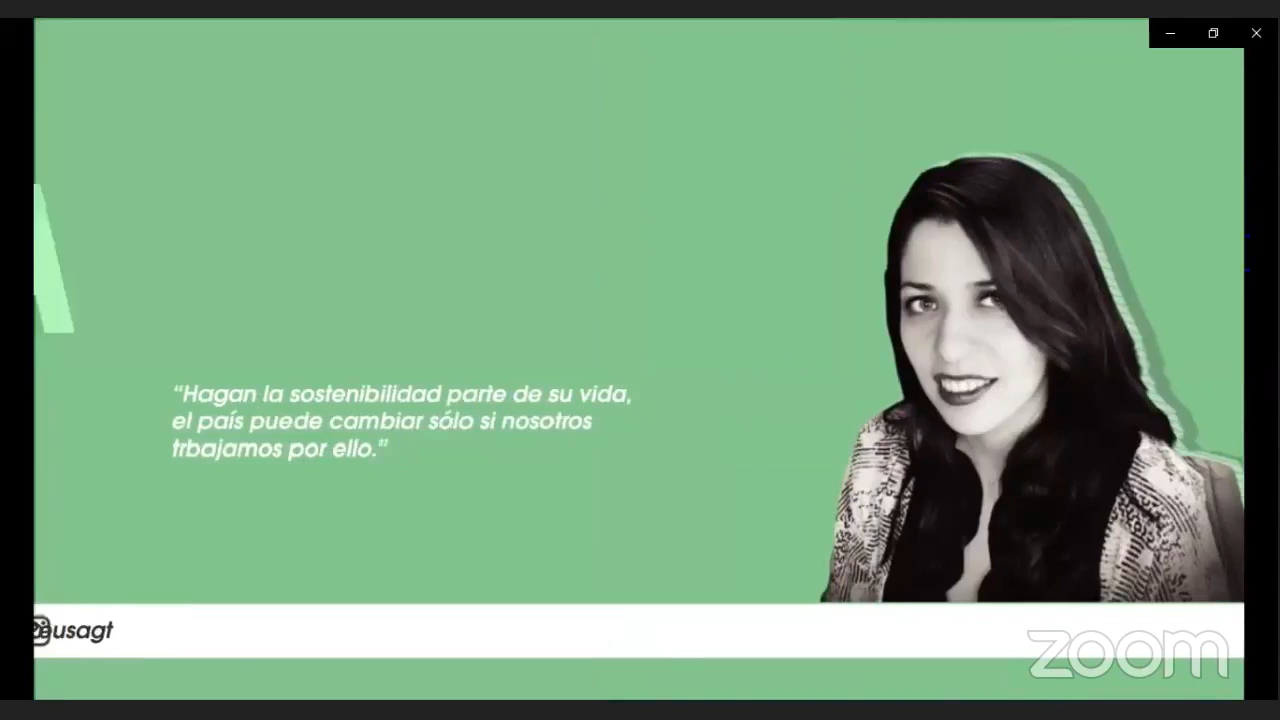 “Hagan la sostenibilidad parte de su vida,
el país puede cambiar sólo si nosotros
trbajamos por ello.”
eusagt
zoom